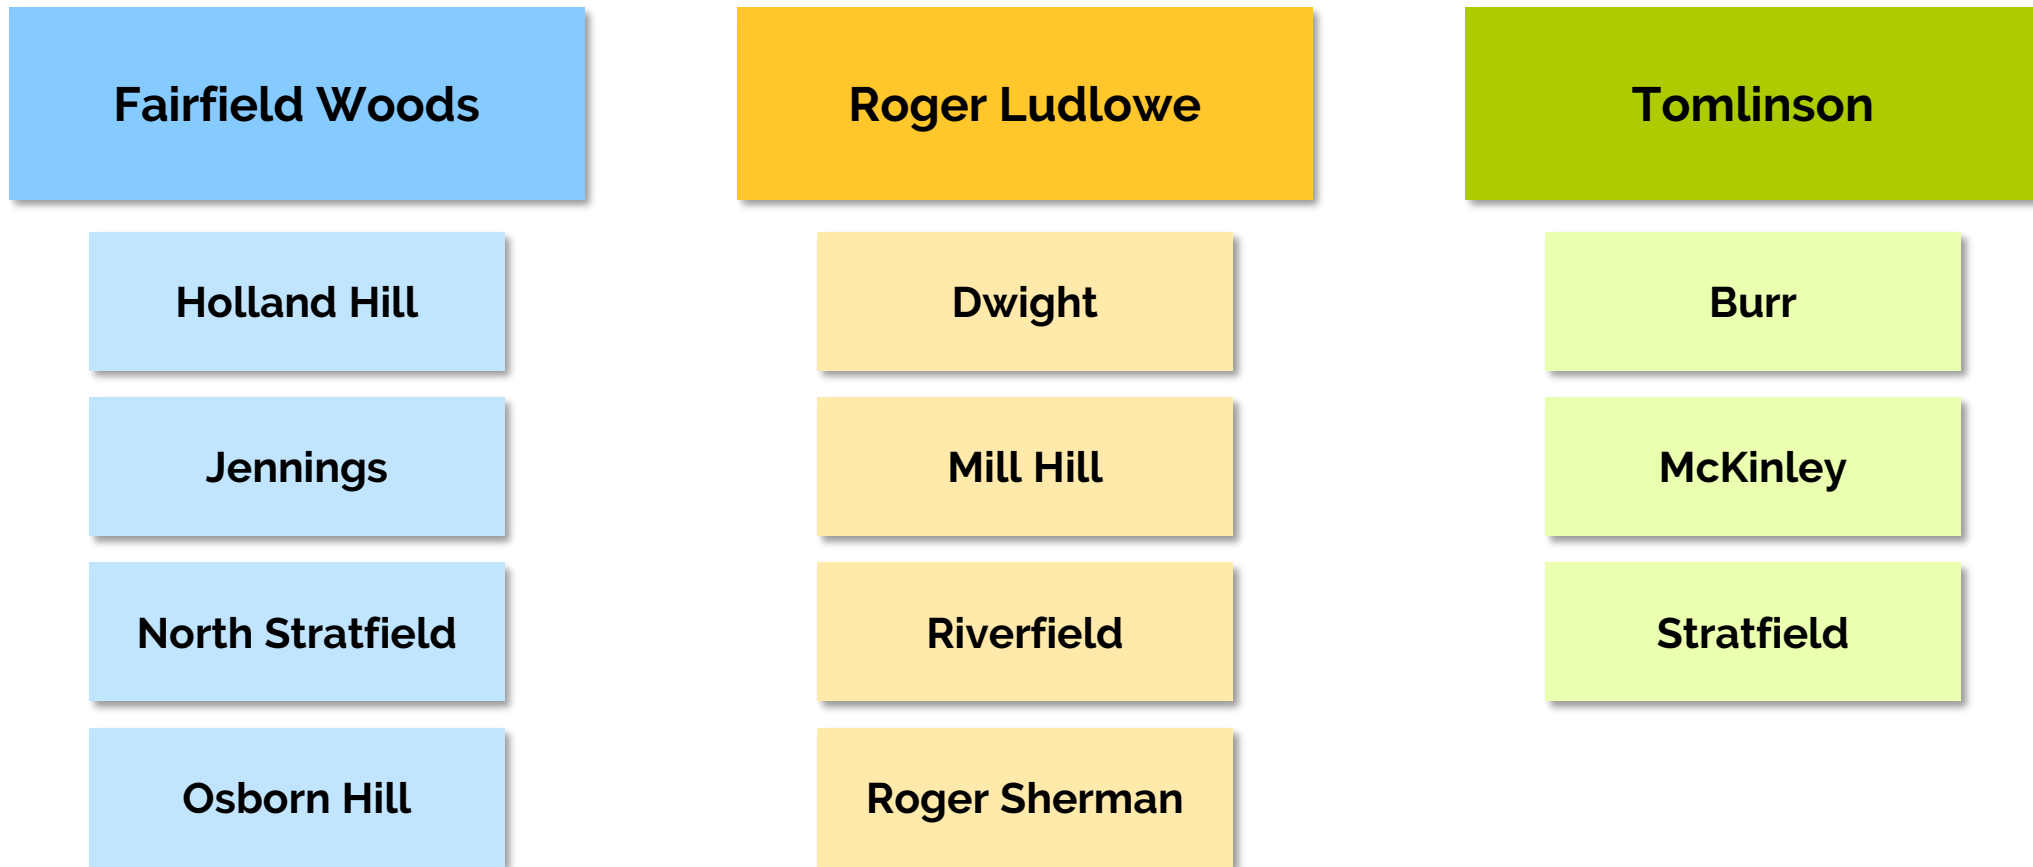 Fairfield Woods
Holland Hill
Jennings
North Stratfield
Osborn Hill
Roger Ludlowe
Dwight
Mill Hill
Riverfield
Roger Sherman
Tomlinson
Burr
McKinley
Stratfield